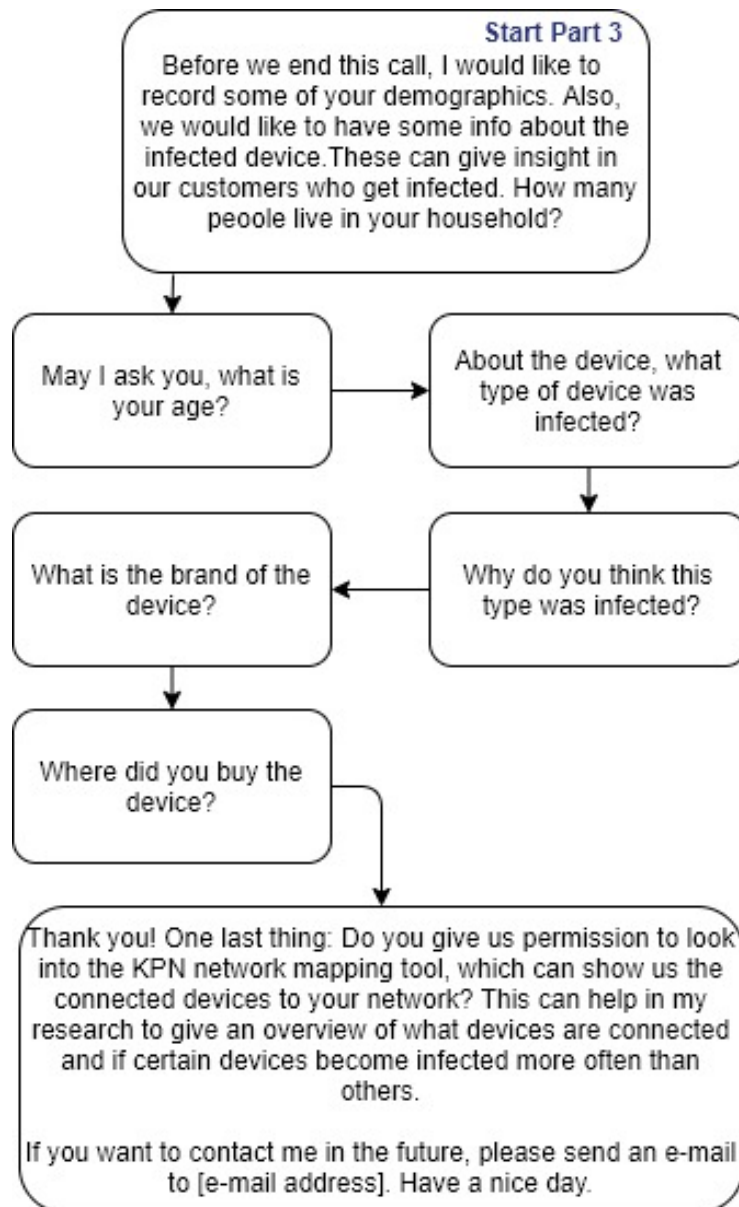 Start Part 3
Before we end this call, I would like to
record some of your demographics. Also,
we would like to have some info about the
infected device.These can give insight in
our customers who get infected. How many
peoole live in your household?
May I ask you, what is
your age?
About the device, what
type of device was
infected?
Why do you think this
type was infected?
What is the brand of the
device?
Where did you buy the
device?
Thank you! One last thing: Do you give us permission to look
into the KPN network mapping tool, which can show us the
connected devices to your network? This can help in my
research to give an overview of what devices are connected
and if certain devices become infected more often than
others.
If you want to contact me in the future, please send an e-mail
to [e-mail address]. Have a nice day.